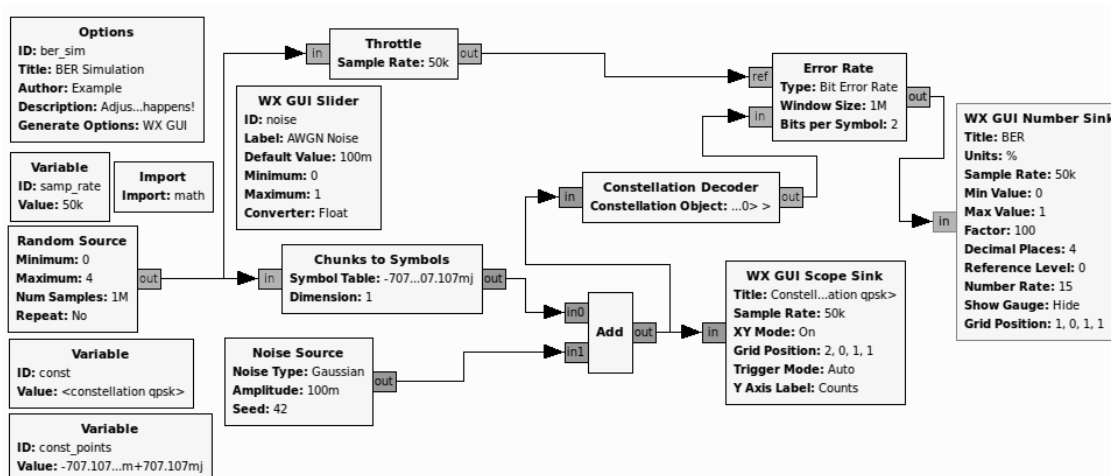 Options
ID: ber_sim
Title: BER Simulation
Author: Example
Description: Adjus...happens!
Generate Options: WX GUI
Variable
ID: samp_rate
Value: 50k
Import
Import: math
Random Source
Minimum: 0
Maximum: 4
Num Samples: 1M
Repeat: No
out
Variable
ID: const
Value: <constellation qpsk>
Variable
ID: const_points
Value: -707.107...m+707.107mj
in
Throttle
Sample Rate: 50k
out
WX GUI Slider
ID: noise
Label: AWGN Noise
Default Value: 100m
Minimum: 0
Maximum: 1
Converter: Float
in
Chunks to Symbols
Symbol Table: -707...07.107mj
Dimension: 1
out
Noise Source
Noise Type: Gaussian
Amplitude: 100m
Seed: 42
out
in0
in1
Add
out
in
Constellation Decoder
Constellation Object: ...0> >
out
ref
in
Error Rate
Type: Bit Error Rate
Window Size: 1M
Bits per Symbol: 2
out
in
WX GUI Scope Sink
Title: Constell...ation qpsk>
Sample Rate: 50k
XY Mode: On
Grid Position: 2, 0, 1, 1
Trigger Mode: Auto
Y Axis Label: Counts
in
WX GUI Number Sink
Title: BER
Units: %
Sample Rate: 50k
Min Value: 0
Max Value: 1
Factor: 100
Decimal Places: 4
Reference Level: 0
Number Rate: 15
Show Gauge: Hide
Grid Position: 1, 0, 1, 1